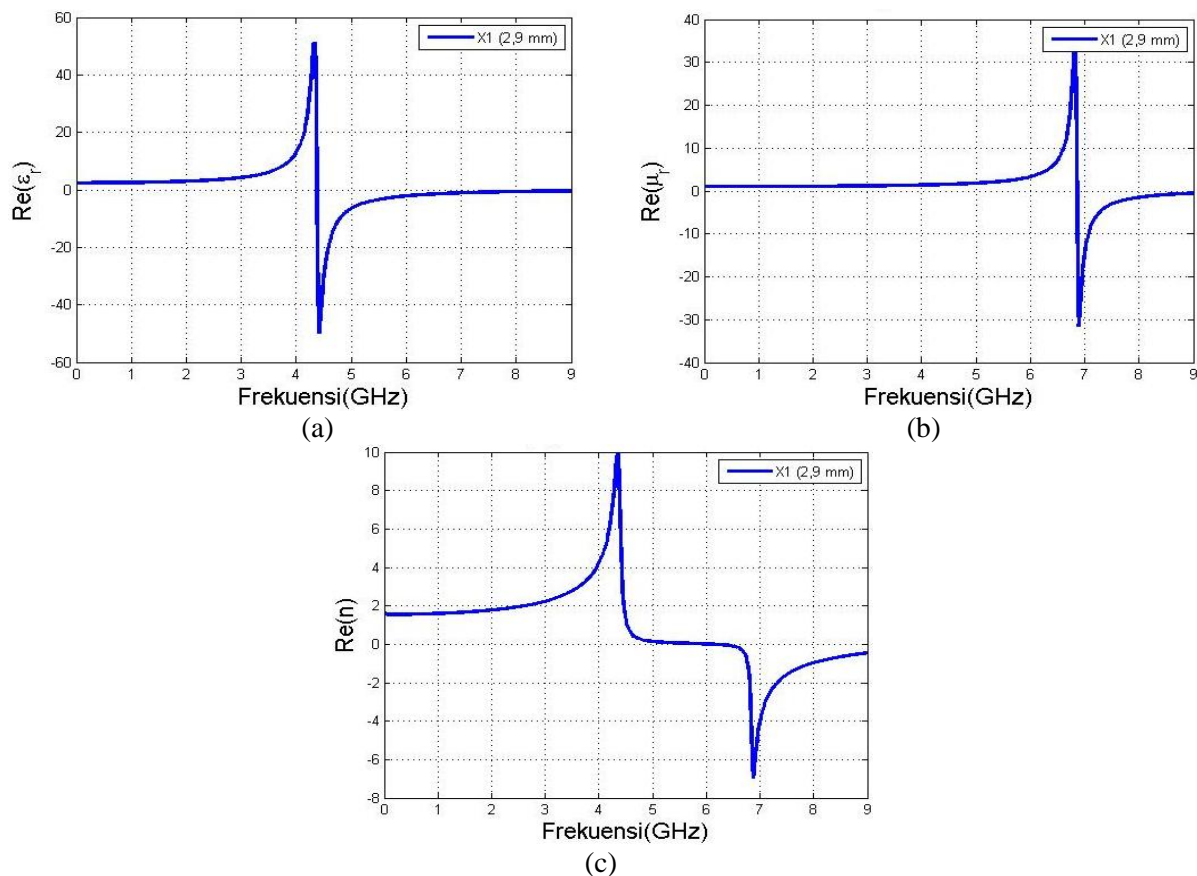 60
40
20
0
-20
-40
-60
Re(ε_r)
X1 (2,9 mm)
0 1 2 3 4 5 6 7 8 9
Frekuensi(GHz)
(a)
40
30
20
10
0
-10
-20
-30
-40
Re(μ_r)
X1 (2,9 mm)
0 1 2 3 4 5 6 7 8 9
Frekuensi(GHz)
(b)
10
8
6
4
2
0
-2
-4
-6
-8
Re(n)
X1 (2,9 mm)
0 1 2 3 4 5 6 7 8 9
Frekuensi(GHz)
(c)